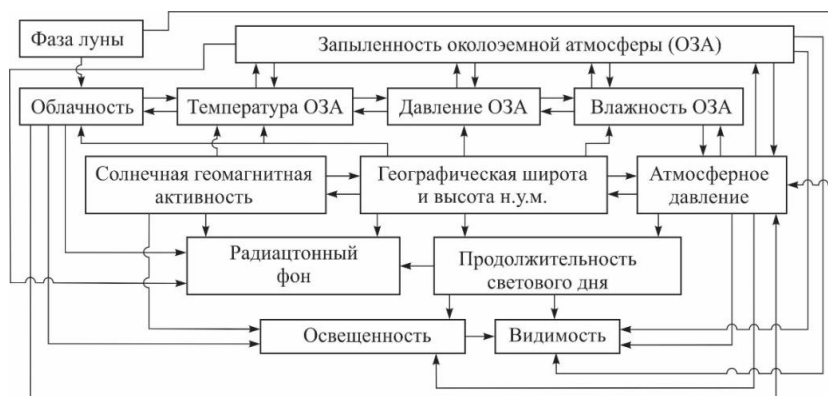 Фаза луны
Запыленность околоземной атмосферы (ОЗА)
Облачность
Температура ОЗА
Давление ОЗА
Влажность ОЗА
Солнечная геомагнитная
активность
Географическая широта
и высота н.у.м.
Атмосферное
давление
Радиацтонный
фон
Продолжительность
светового дня
Освещенность
Видимость